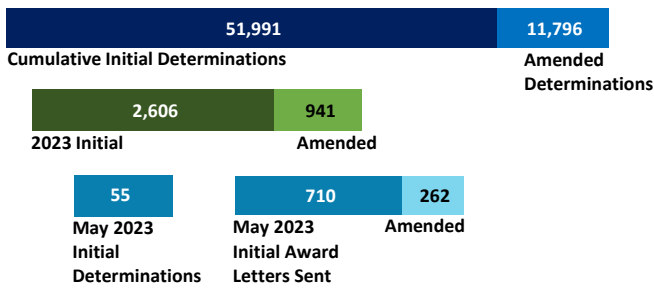 51,991 11,796
Cumulative Initial Determinations Amended
Determinations
2,606 941
2023 Initial Amended
55 710 262
May 2023 May 2023 Amended
Initial Initial Award
Determinations Letters Sent